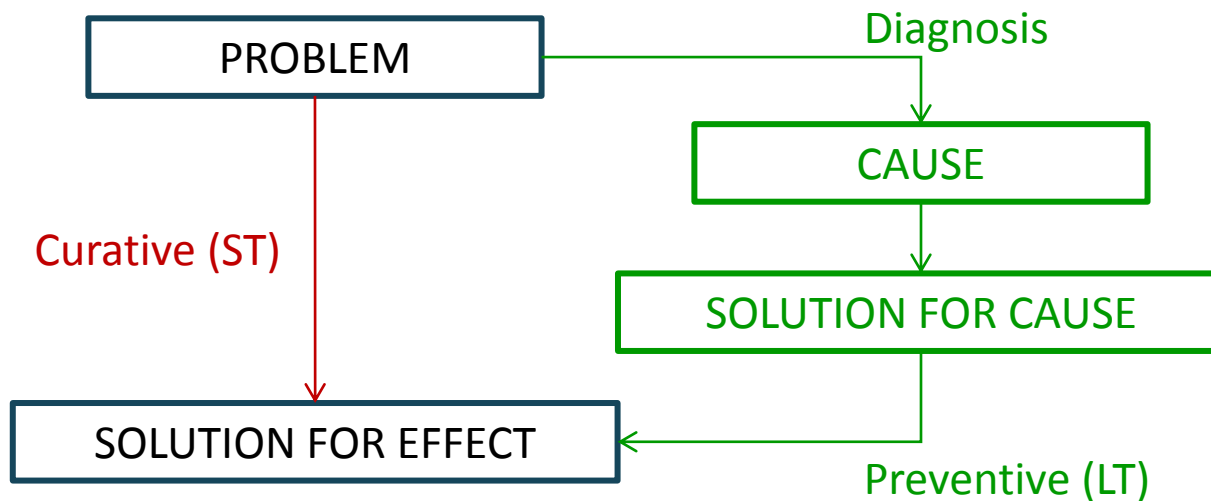 Diagnosis
PROBLEM
CAUSE
Curative (ST)
SOLUTION FOR CAUSE
SOLUTION FOR EFFECT
Preventive (LT)